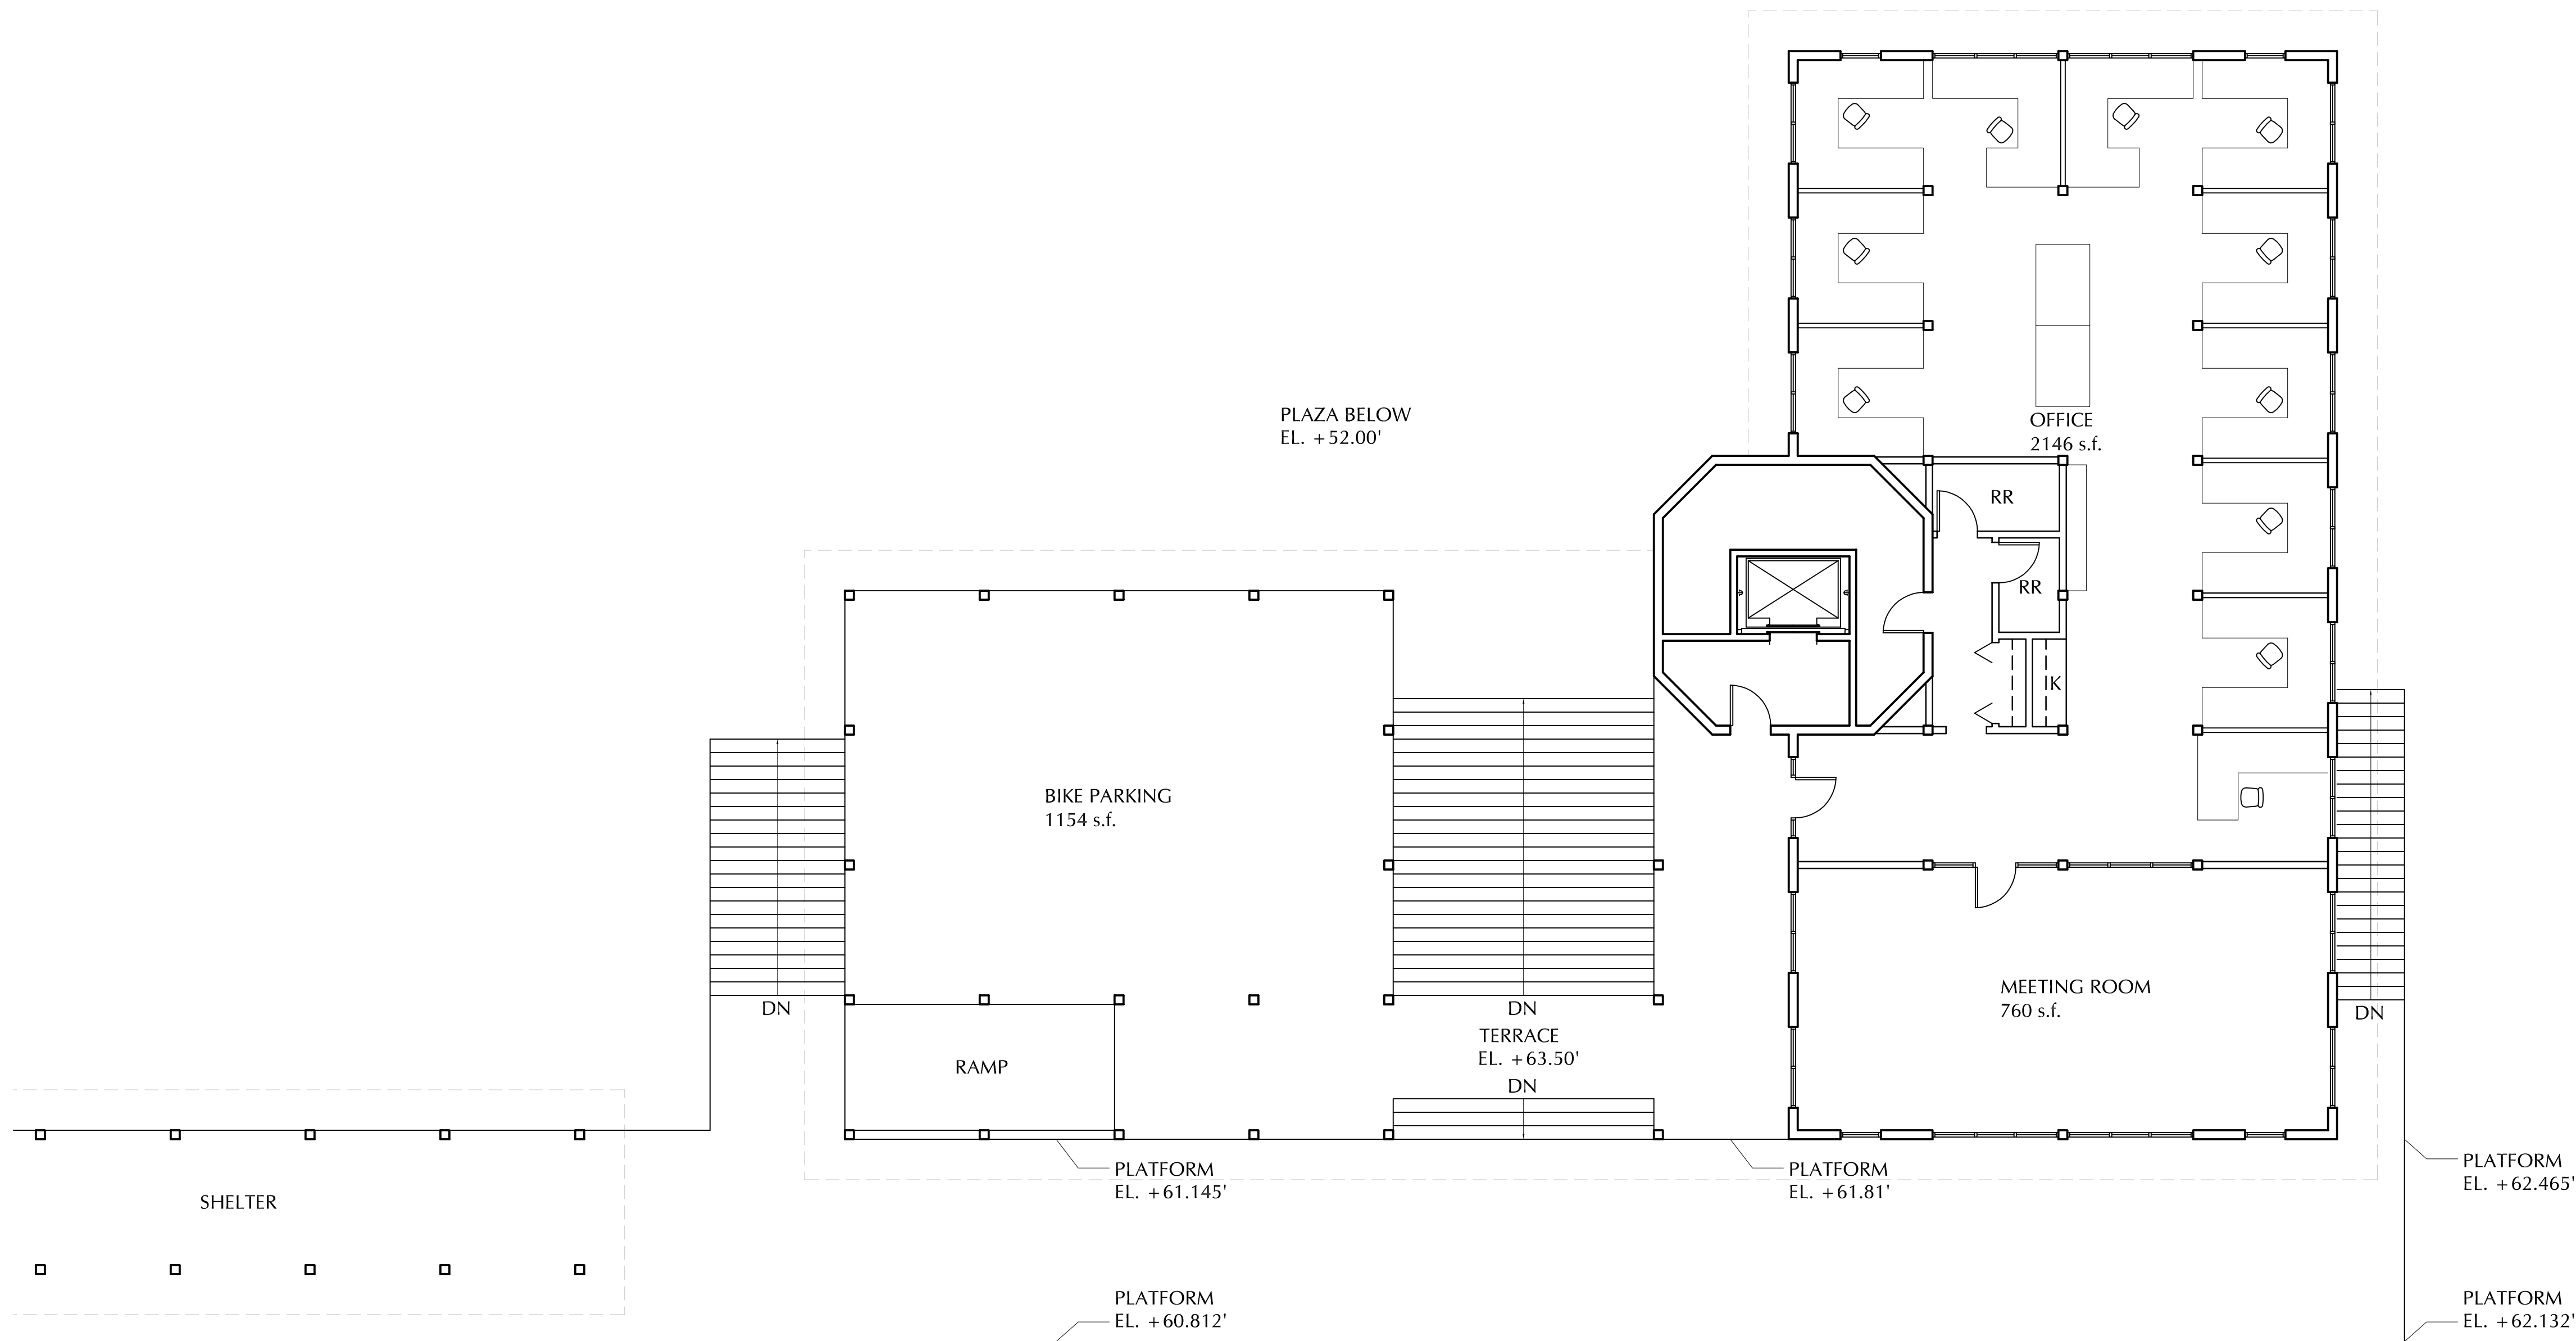 PLAZA BELOW
EL. +52.00'
OFFICE
2146 s.f.
RR
RR
K
BIKE PARKING
1154 s.f.
DN
DN
DN
TERRACE
EL. +63.50'
DN
MEETING ROOM
760 s.f.
RAMP
SHELTER
PLATFORM
EL. +61.145'
PLATFORM
EL. +61.81'
PLATFORM
EL. +62.465'
PLATFORM
EL. +60.812'
PLATFORM
EL. +62.132'